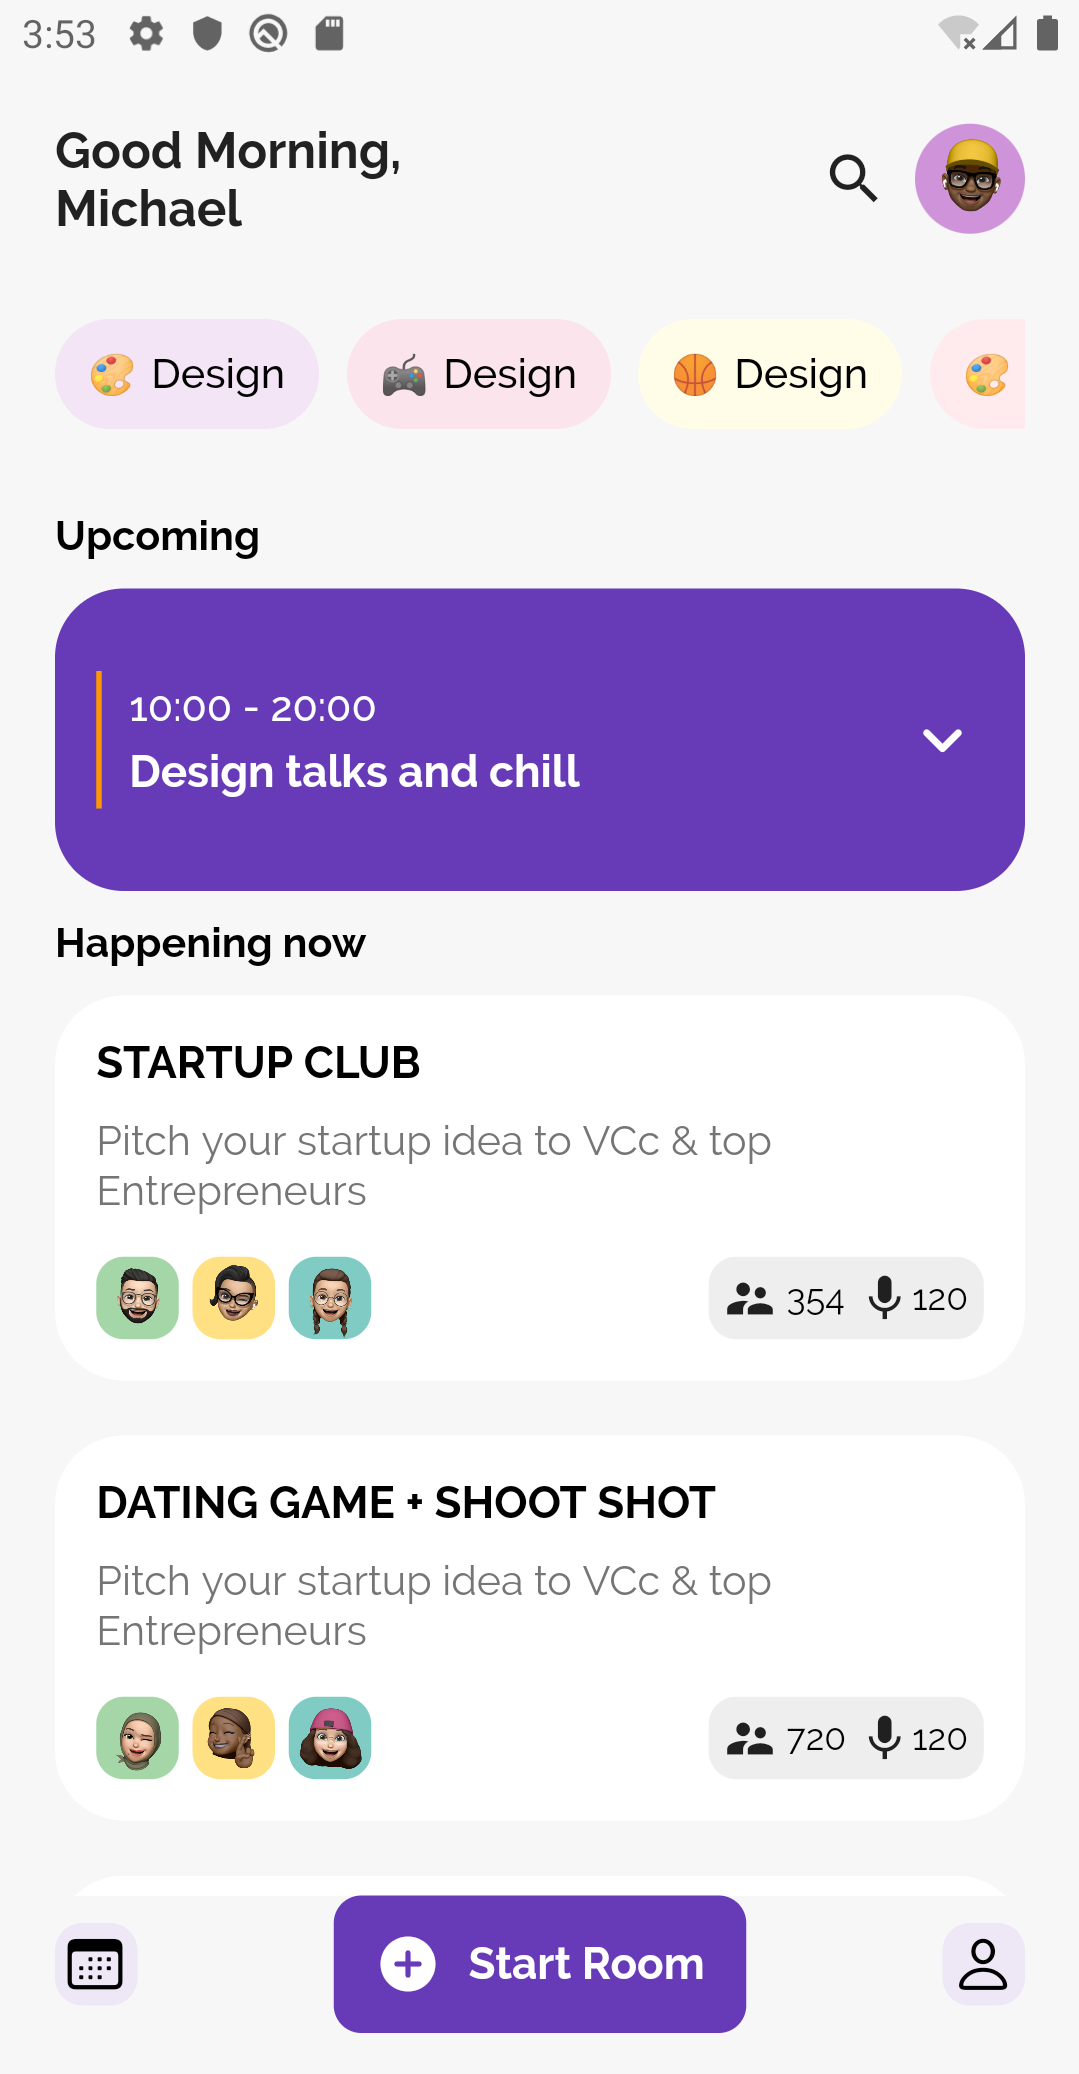 3:53
Good Morning,
Michael
Design
Design
Design
Upcoming
10:00 - 20:00
Design talks and chill
Happening now
STARTUP CLUB
Pitch your startup idea to VCc & top
Entrepreneurs
354 120
DATING GAME + SHOOT SHOT
Pitch your startup idea to VCc & top
Entrepreneurs
720 120
Start Room